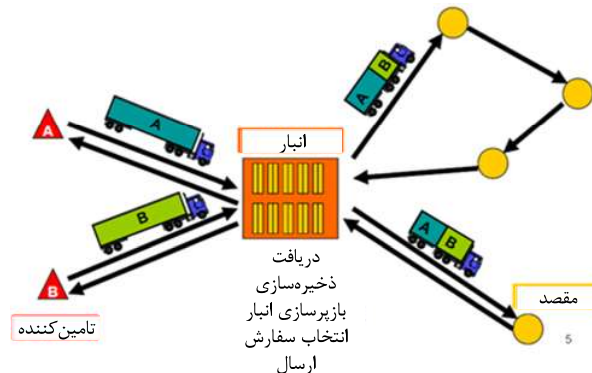 B
A
A
A
B
انبار
B
A
B
A
B
دریافت
ذخیره‌سازی
بازپرسازی انبار
انتخاب سفارش
ارسال
مقصد
تامین‌کننده
5